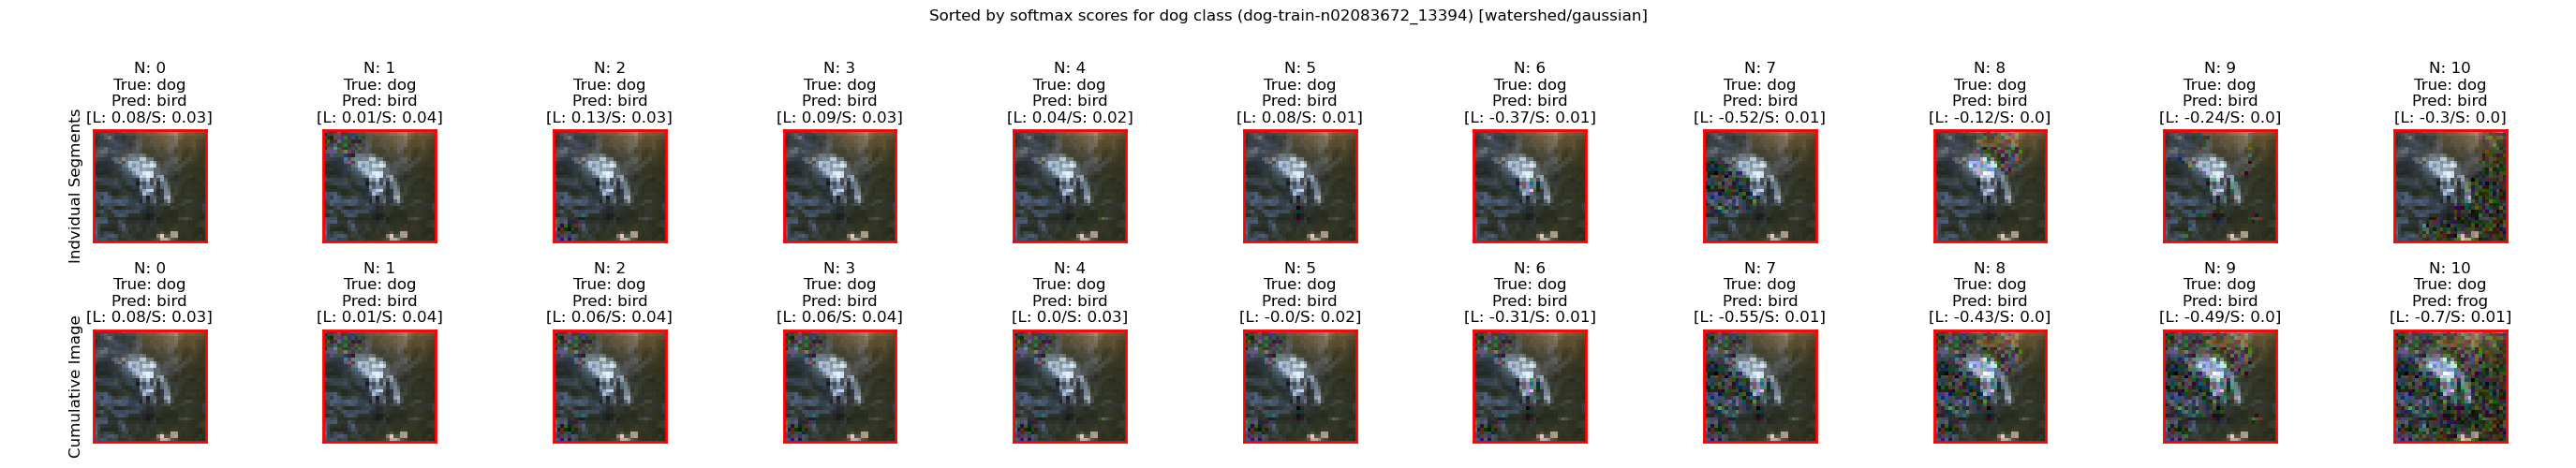 Sorted by softmax scores for dog class (dog-train-n02083672_13394) [watershed/gaussian]
Indvidual Segments
N: 0
True: dog
Pred: bird
[L: 0.08/S: 0.03]
N: 1
True: dog
Pred: bird
[L: 0.01/S: 0.04]
N: 2
True: dog
Pred: bird
[L: 0.13/S: 0.03]
N: 3
True: dog
Pred: bird
[L: 0.09/S: 0.03]
N: 4
True: dog
Pred: bird
[L: 0.04/S: 0.02]
N: 5
True: dog
Pred: bird
[L: 0.08/S: 0.01]
N: 6
True: dog
Pred: bird
[L: -0.37/S: 0.01]
N: 7
True: dog
Pred: bird
[L: -0.52/S: 0.01]
N: 8
True: dog
Pred: bird
[L: -0.12/S: 0.0]
N: 9
True: dog
Pred: bird
[L: -0.24/S: 0.0]
N: 10
True: dog
Pred: bird
[L: -0.3/S: 0.0]
Cumulative Image
N: 0
True: dog
Pred: bird
[L: 0.08/S: 0.03]
N: 1
True: dog
Pred: bird
[L: 0.01/S: 0.04]
N: 2
True: dog
Pred: bird
[L: 0.06/S: 0.04]
N: 3
True: dog
Pred: bird
[L: 0.06/S: 0.04]
N: 4
True: dog
Pred: bird
[L: 0.0/S: 0.03]
N: 5
True: dog
Pred: bird
[L: -0.0/S: 0.02]
N: 6
True: dog
Pred: bird
[L: -0.31/S: 0.01]
N: 7
True: dog
Pred: bird
[L: -0.55/S: 0.01]
N: 8
True: dog
Pred: bird
[L: -0.43/S: 0.0]
N: 9
True: dog
Pred: bird
[L: -0.49/S: 0.0]
N: 10
True: dog
Pred: frog
[L: -0.7/S: 0.01]